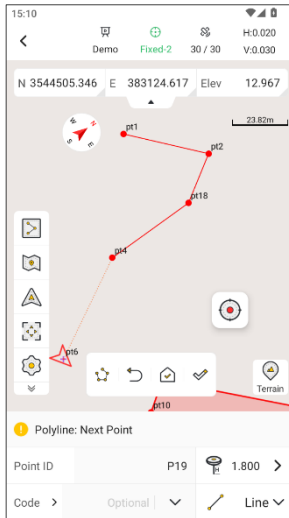 15:10
Demo Fixed-2 30 / 30 H:0.020 V:0.030
N 3544505.346 E 383124.617 Elev 12.967
N
W
S
E
23.82m
pt1
pt2
pt18
pt4
pt6
pt10
Terrain
! Polyline: Next Point
Point ID P19 H 1.800
Code Optional Line